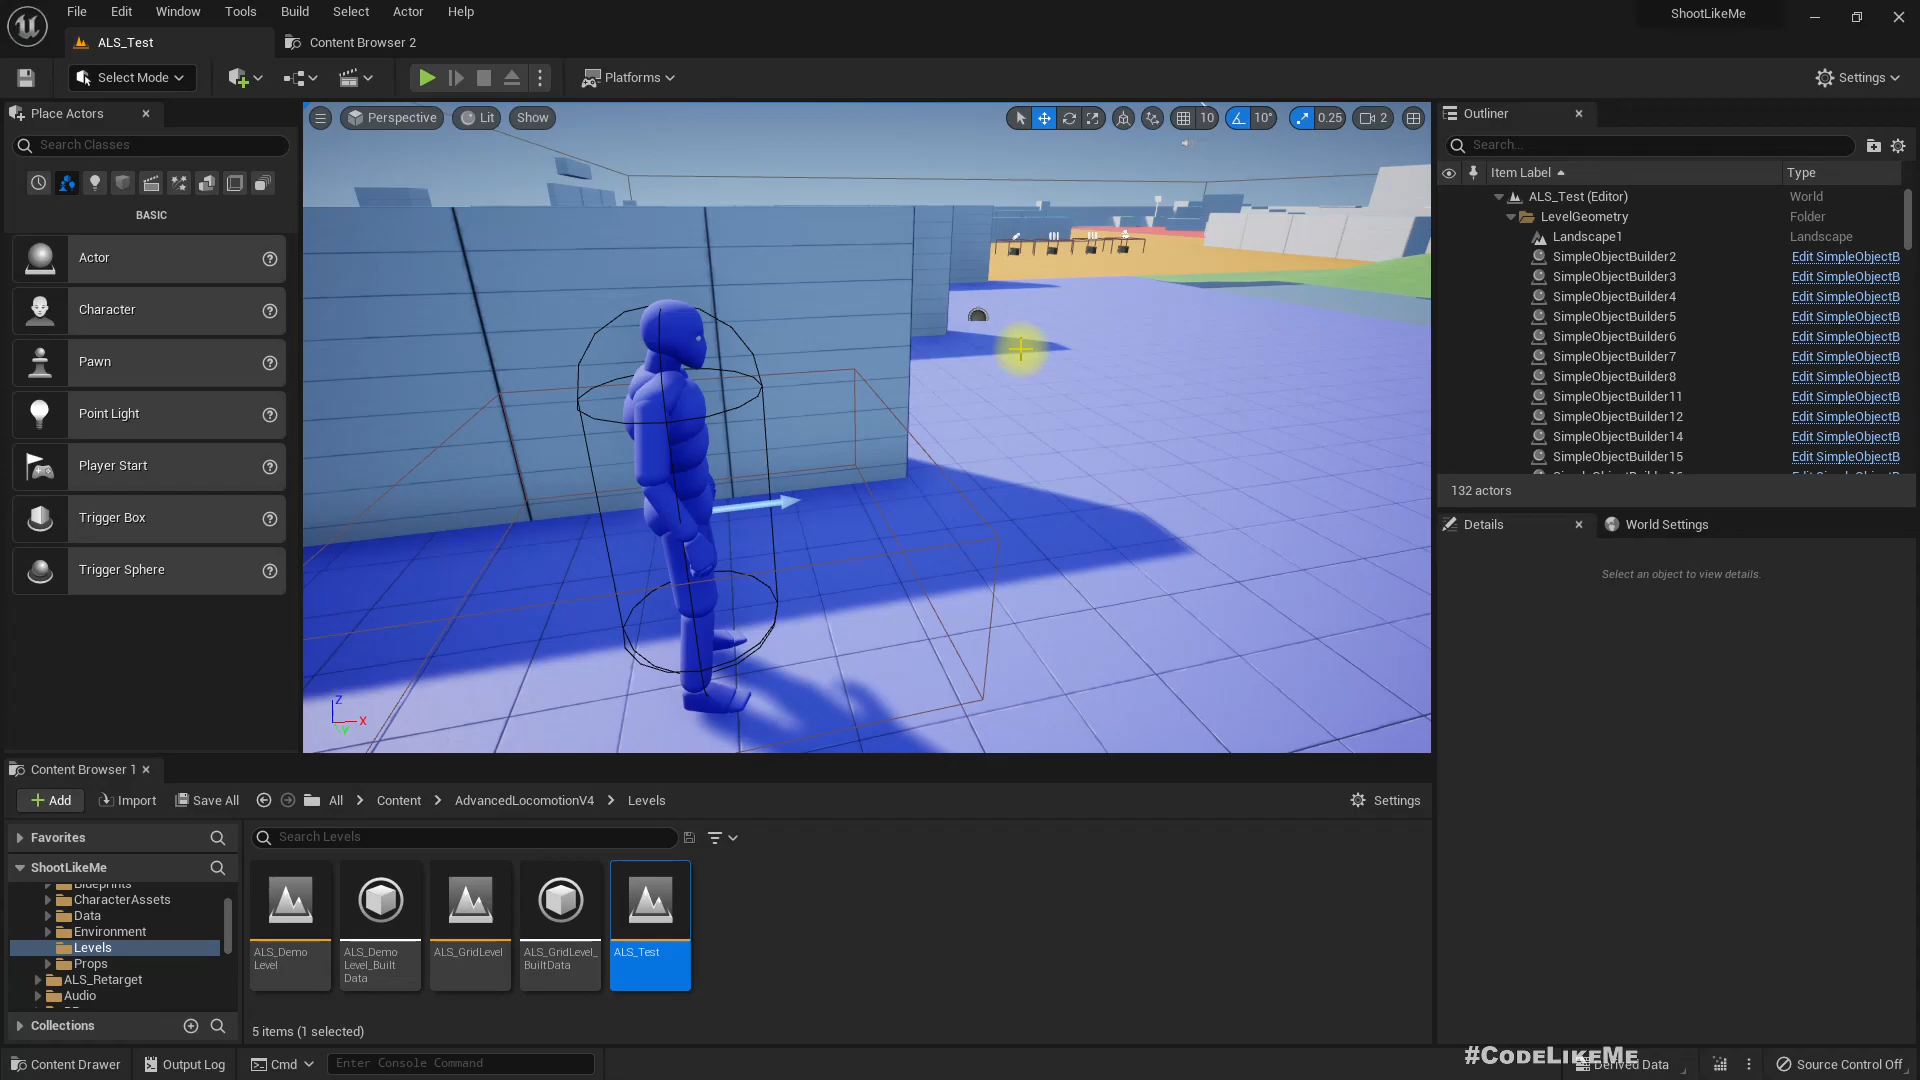 File Edit Window Tools Build Select Actor Help
ShootLikeMe
ALS_Test
Content Browser 2
Select Mode
Platforms
Settings
Place Actors
Search Classes
BASIC
Actor
Character
Pawn
Point Light
Player Start
Trigger Box
Trigger Sphere
Perspective
Lit
Show
10
10°
0.25
2
Z
X
Y
Outliner
Search...
Item Label
Type
ALS_Test (Editor) World
LevelGeometry Folder
Landscape1 Landscape
SimpleObjectBuilder2 Edit SimpleObjectB
SimpleObjectBuilder3 Edit SimpleObjectB
SimpleObjectBuilder4 Edit SimpleObjectB
SimpleObjectBuilder5 Edit SimpleObjectB
SimpleObjectBuilder6 Edit SimpleObjectB
SimpleObjectBuilder7 Edit SimpleObjectB
SimpleObjectBuilder8 Edit SimpleObjectB
SimpleObjectBuilder11 Edit SimpleObjectB
SimpleObjectBuilder12 Edit SimpleObjectB
SimpleObjectBuilder14 Edit SimpleObjectB
SimpleObjectBuilder15 Edit SimpleObjectB
132 actors
Details
World Settings
Select an object to view details.
Content Browser 1
Add
Import
Save All
All > Content > AdvancedLocomotionV4 > Levels
Settings
Favorites
ShootLikeMe
Blueprints
CharacterAssets
Data
Environment
Levels
Props
ALS_Retarget
Audio
Collections
Search Levels
ALS_Demo
Level
ALS_Demo
Level_Built
Data
ALS_GridLevel
ALS_GridLevel_
BuiltData
ALS_Test
5 items (1 selected)
Content Drawer
Output Log
Cmd
Enter Console Command
#CodeLikeMe
Derived Data
Source Control Off